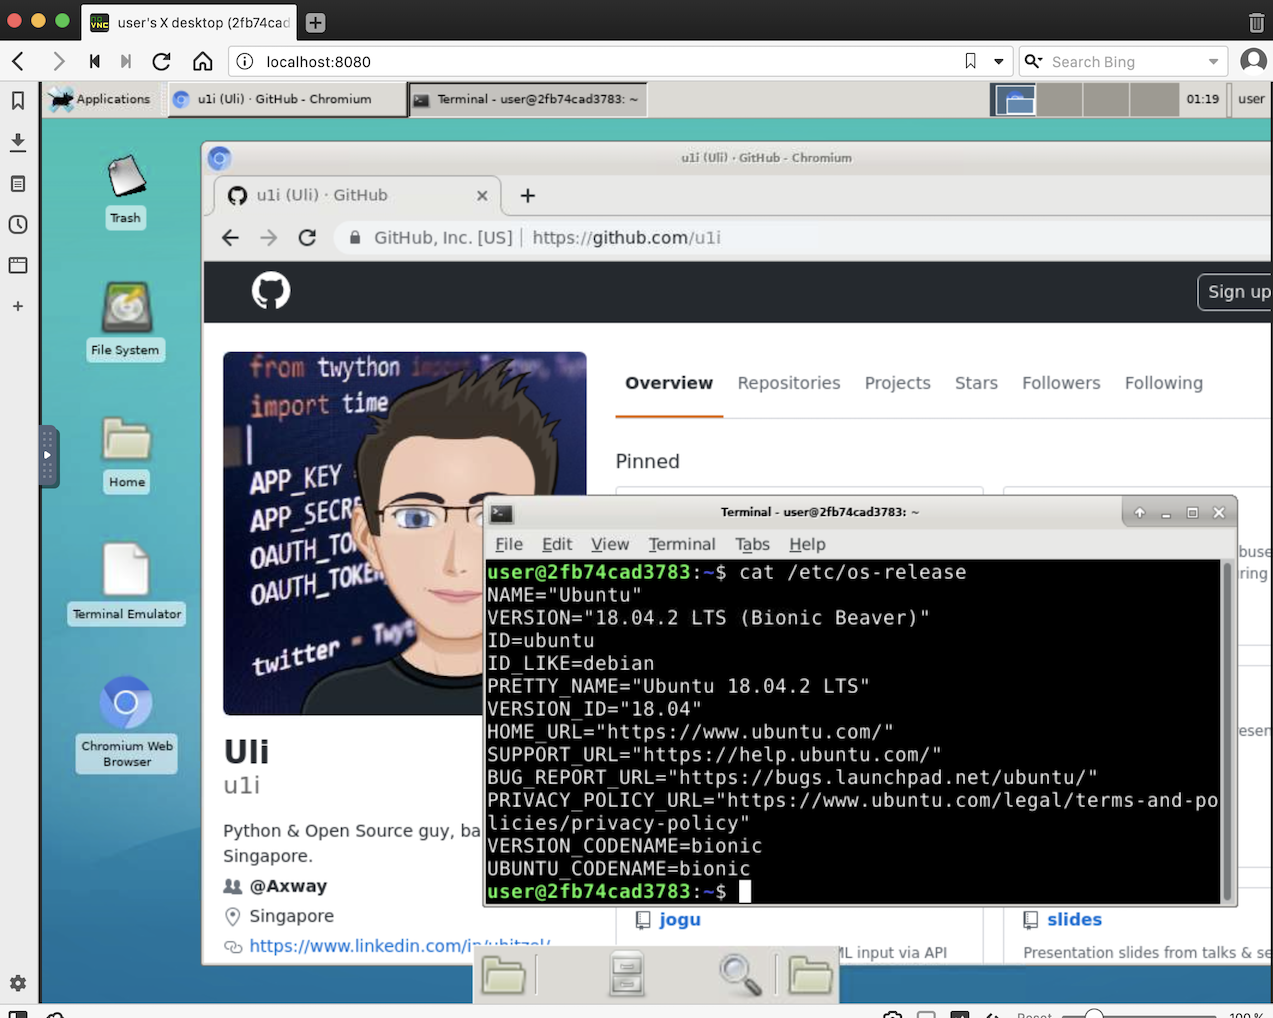 user's X desktop (2fb74cad
localhost:8080
Search Bing
Applications
u1i (Uli) · GitHub - Chromium
Terminal - user@2fb74cad3783: ~
01:19
user
Trash
File System
Home
Terminal Emulator
Chromium Web
Browser
u1i (Uli) · GitHub - Chromium
u1i (Uli) · GitHub
GitHub, Inc. [US]
https://github.com/u1i
Sign up
from twython import
import time
APP_KEY
APP_SECRE
OAUTH_TO
OAUTH_TOKEN
twitter = Twyt
Overview
Repositories
Projects
Stars
Followers
Following
Pinned
Uli
u1i
Python & Open Source guy, ba
Singapore.
@Axway
Singapore
https://www.linkedin.com/in/uhitzel/
Terminal - user@2fb74cad3783: ~
File
Edit
View
Terminal
Tabs
Help
user@2fb74cad3783:~$ cat /etc/os-release
NAME="Ubuntu"
VERSION="18.04.2 LTS (Bionic Beaver)"
ID=ubuntu
ID_LIKE=debian
PRETTY_NAME="Ubuntu 18.04.2 LTS"
VERSION_ID="18.04"
HOME_URL="https://www.ubuntu.com/"
SUPPORT_URL="https://help.ubuntu.com/"
BUG_REPORT_URL="https://bugs.launchpad.net/ubuntu/"
PRIVACY_POLICY_URL="https://www.ubuntu.com/legal/terms-and-po
licies/privacy-policy"
VERSION_CODENAME=bionic
UBUNTU_CODENAME=bionic
user@2fb74cad3783:~$
buse
ring
esen
jogu
ML input via API
slides
Presentation slides from talks & se
Reset
100 %